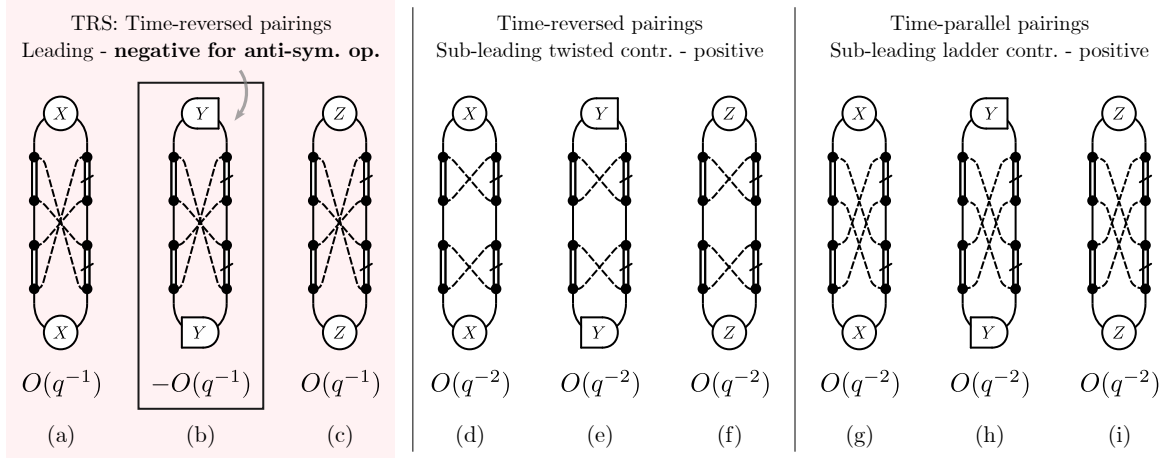 TRS: Time-reversed pairings
Leading - negative for anti-sym. op.
X
Y
Z
X
Y
Z
O(q⁻¹)
−O(q⁻¹)
O(q⁻¹)
(a)
(b)
(c)
Time-reversed pairings
Sub-leading twisted contr. - positive
X
Y
Z
X
Y
Z
O(q⁻²)
O(q⁻²)
O(q⁻²)
(d)
(e)
(f)
Time-parallel pairings
Sub-leading ladder contr. - positive
X
Y
Z
X
Y
Z
O(q⁻²)
O(q⁻²)
O(q⁻²)
(g)
(h)
(i)